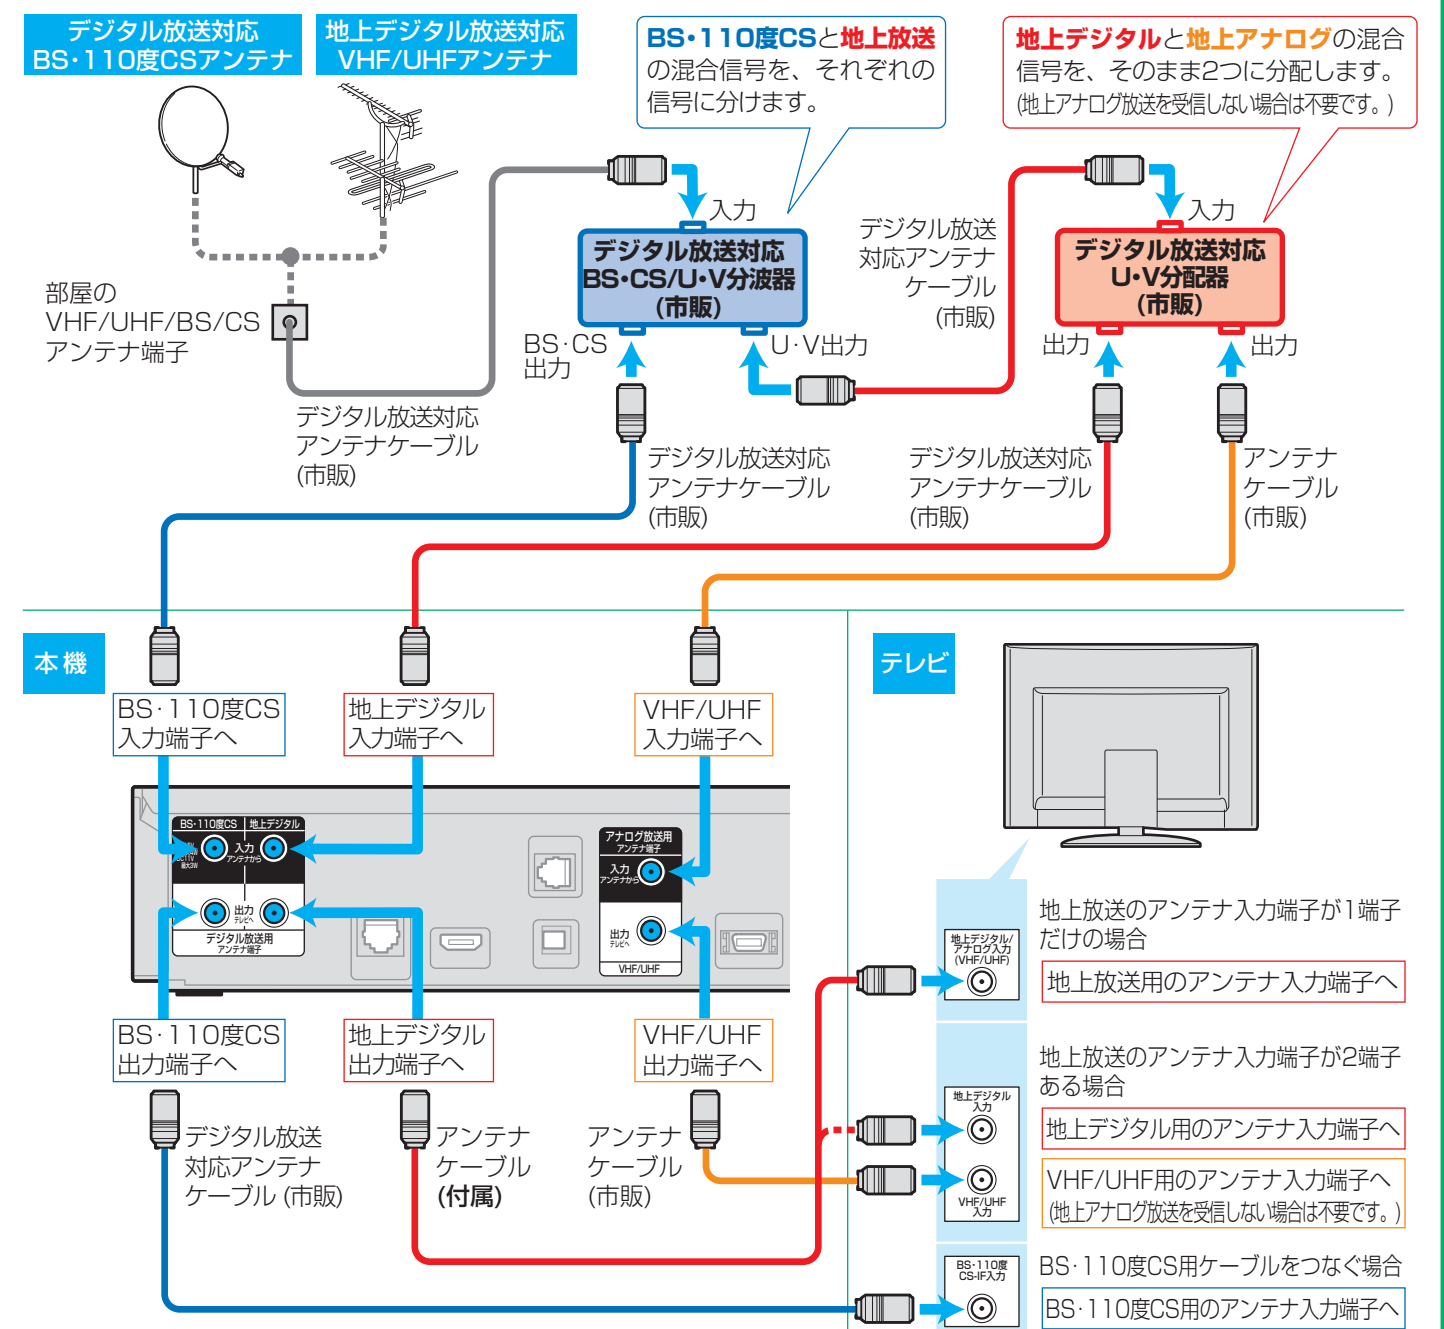 デジタル放送対応
BS・110度CSアンテナ
地上デジタル放送対応
VHF/UHFアンテナ
BS・110度CSと地上放送
の混合信号を、それぞれの
信号に分けます。
地上デジタルと地上アナログの混合
信号を、そのまま2つに分配します。
(地上アナログ放送を受信しない場合は不要です。)
入力
デジタル放送対応
BS・CS/U・V分波器
(市販)
デジタル放送
対応アンテナ
ケーブル
(市販)
入力
デジタル放送対応
U・V分配器
(市販)
部屋の
VHF/UHF/BS/CS
アンテナ端子
BS・CS
出力
U・V出力
出力
出力
デジタル放送対応
アンテナケーブル
(市販)
デジタル放送対応
アンテナケーブル
(市販)
デジタル放送対応
アンテナケーブル
(市販)
アンテナ
ケーブル
(市販)
本機
BS・110度CS
入力端子へ
地上デジタル
入力端子へ
VHF/UHF
入力端子へ
BS・110度CS
地上デジタル
入力
アンテナから
最大3W
出力
テレビへ
デジタル放送用
アンテナ端子
アナログ放送用
アンテナ端子
入力
アンテナから
出力
テレビへ
VHF/UHF
BS・110度CS
出力端子へ
地上デジタル
出力端子へ
VHF/UHF
出力端子へ
デジタル放送
対応アンテナ
ケーブル (市販)
アンテナ
ケーブル
(付属)
アンテナ
ケーブル
(市販)
テレビ
地上デジタル/
アナログ入力
(VHF/UHF)
地上放送のアンテナ入力端子が1端子
だけの場合
地上放送用のアンテナ入力端子へ
地上放送のアンテナ入力端子が2端子
ある場合
地上デジタル
入力
地上デジタル用のアンテナ入力端子へ
VHF/UHF
入力
VHF/UHF用のアンテナ入力端子へ
(地上アナログ放送を受信しない場合は不要です。)
BS・110度
CS-IF入力
BS・110度CS用ケーブルをつなぐ場合
BS・110度CS用のアンテナ入力端子へ